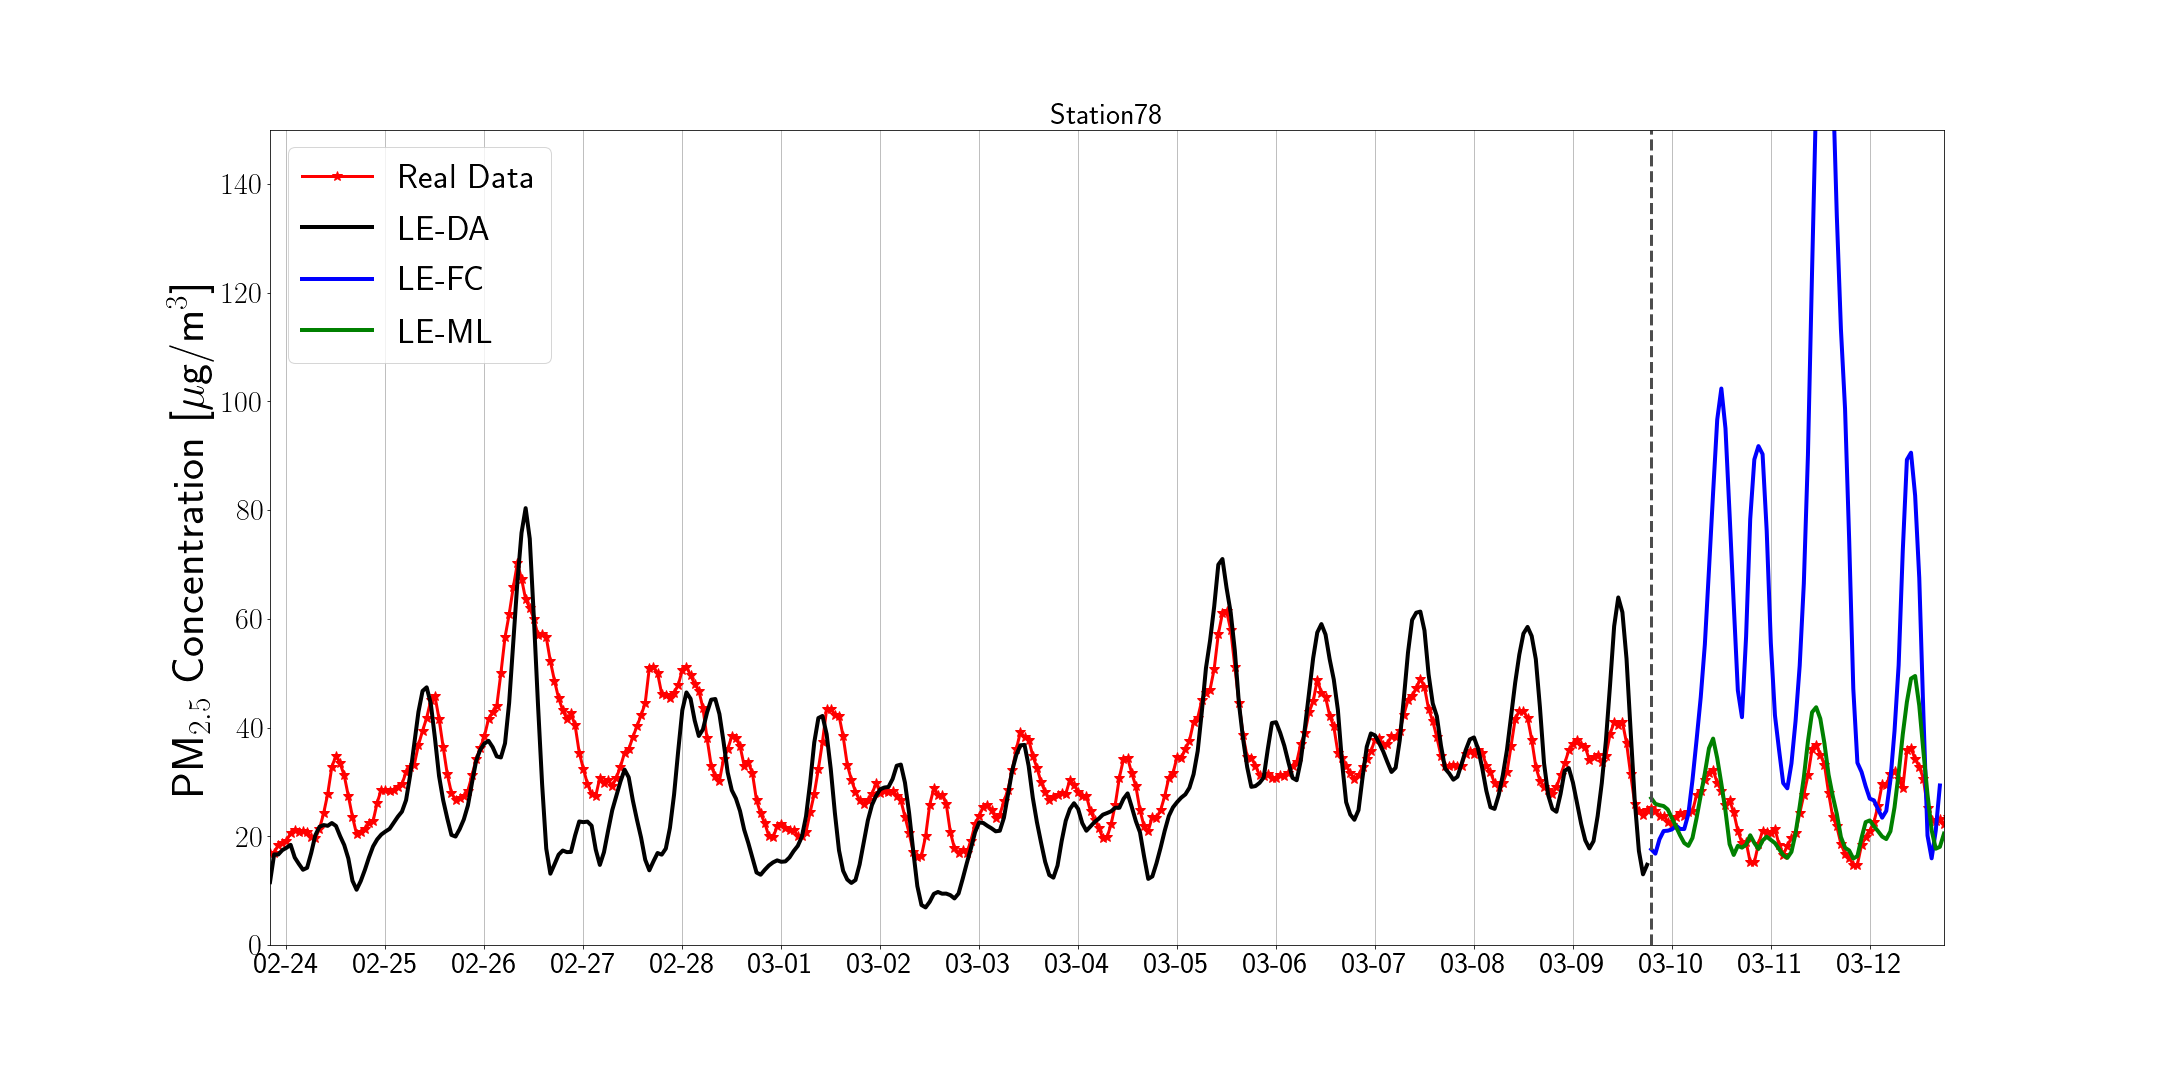 Station78
Real Data
LE-DA
LE-FC
LE-ML
PM2.5 Concentration [μg/m³]
140
120
100
80
60
40
20
0
02-24 02-25 02-26 02-27 02-28 03-01 03-02 03-03 03-04 03-05 03-06 03-07 03-08 03-09 03-10 03-11 03-12